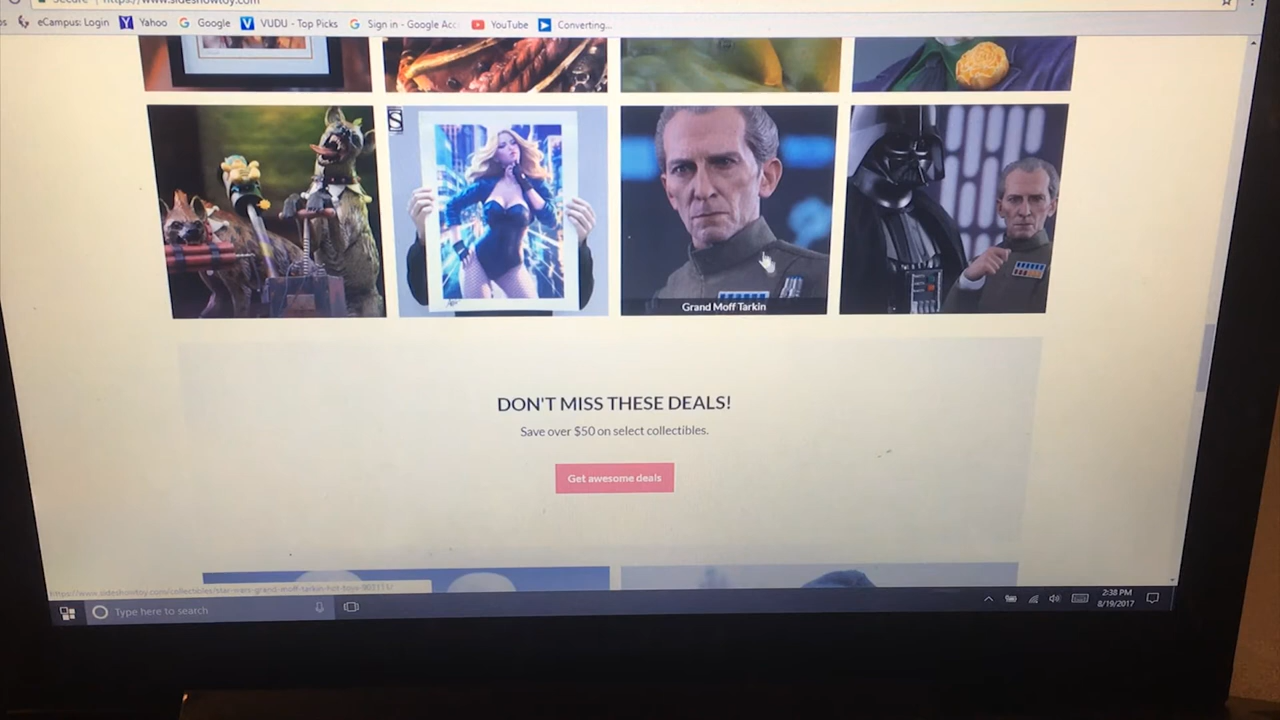 https://www.sideshowtoy.com
eCampus: Login Yahoo Google VUDU - Top Picks Sign in - Google Acc YouTube Converting...
S
Grand Moff Tarkin
DON'T MISS THESE DEALS!
Save over $50 on select collectibles.
Get awesome deals
Type here to search
2:38 PM
8/19/2017